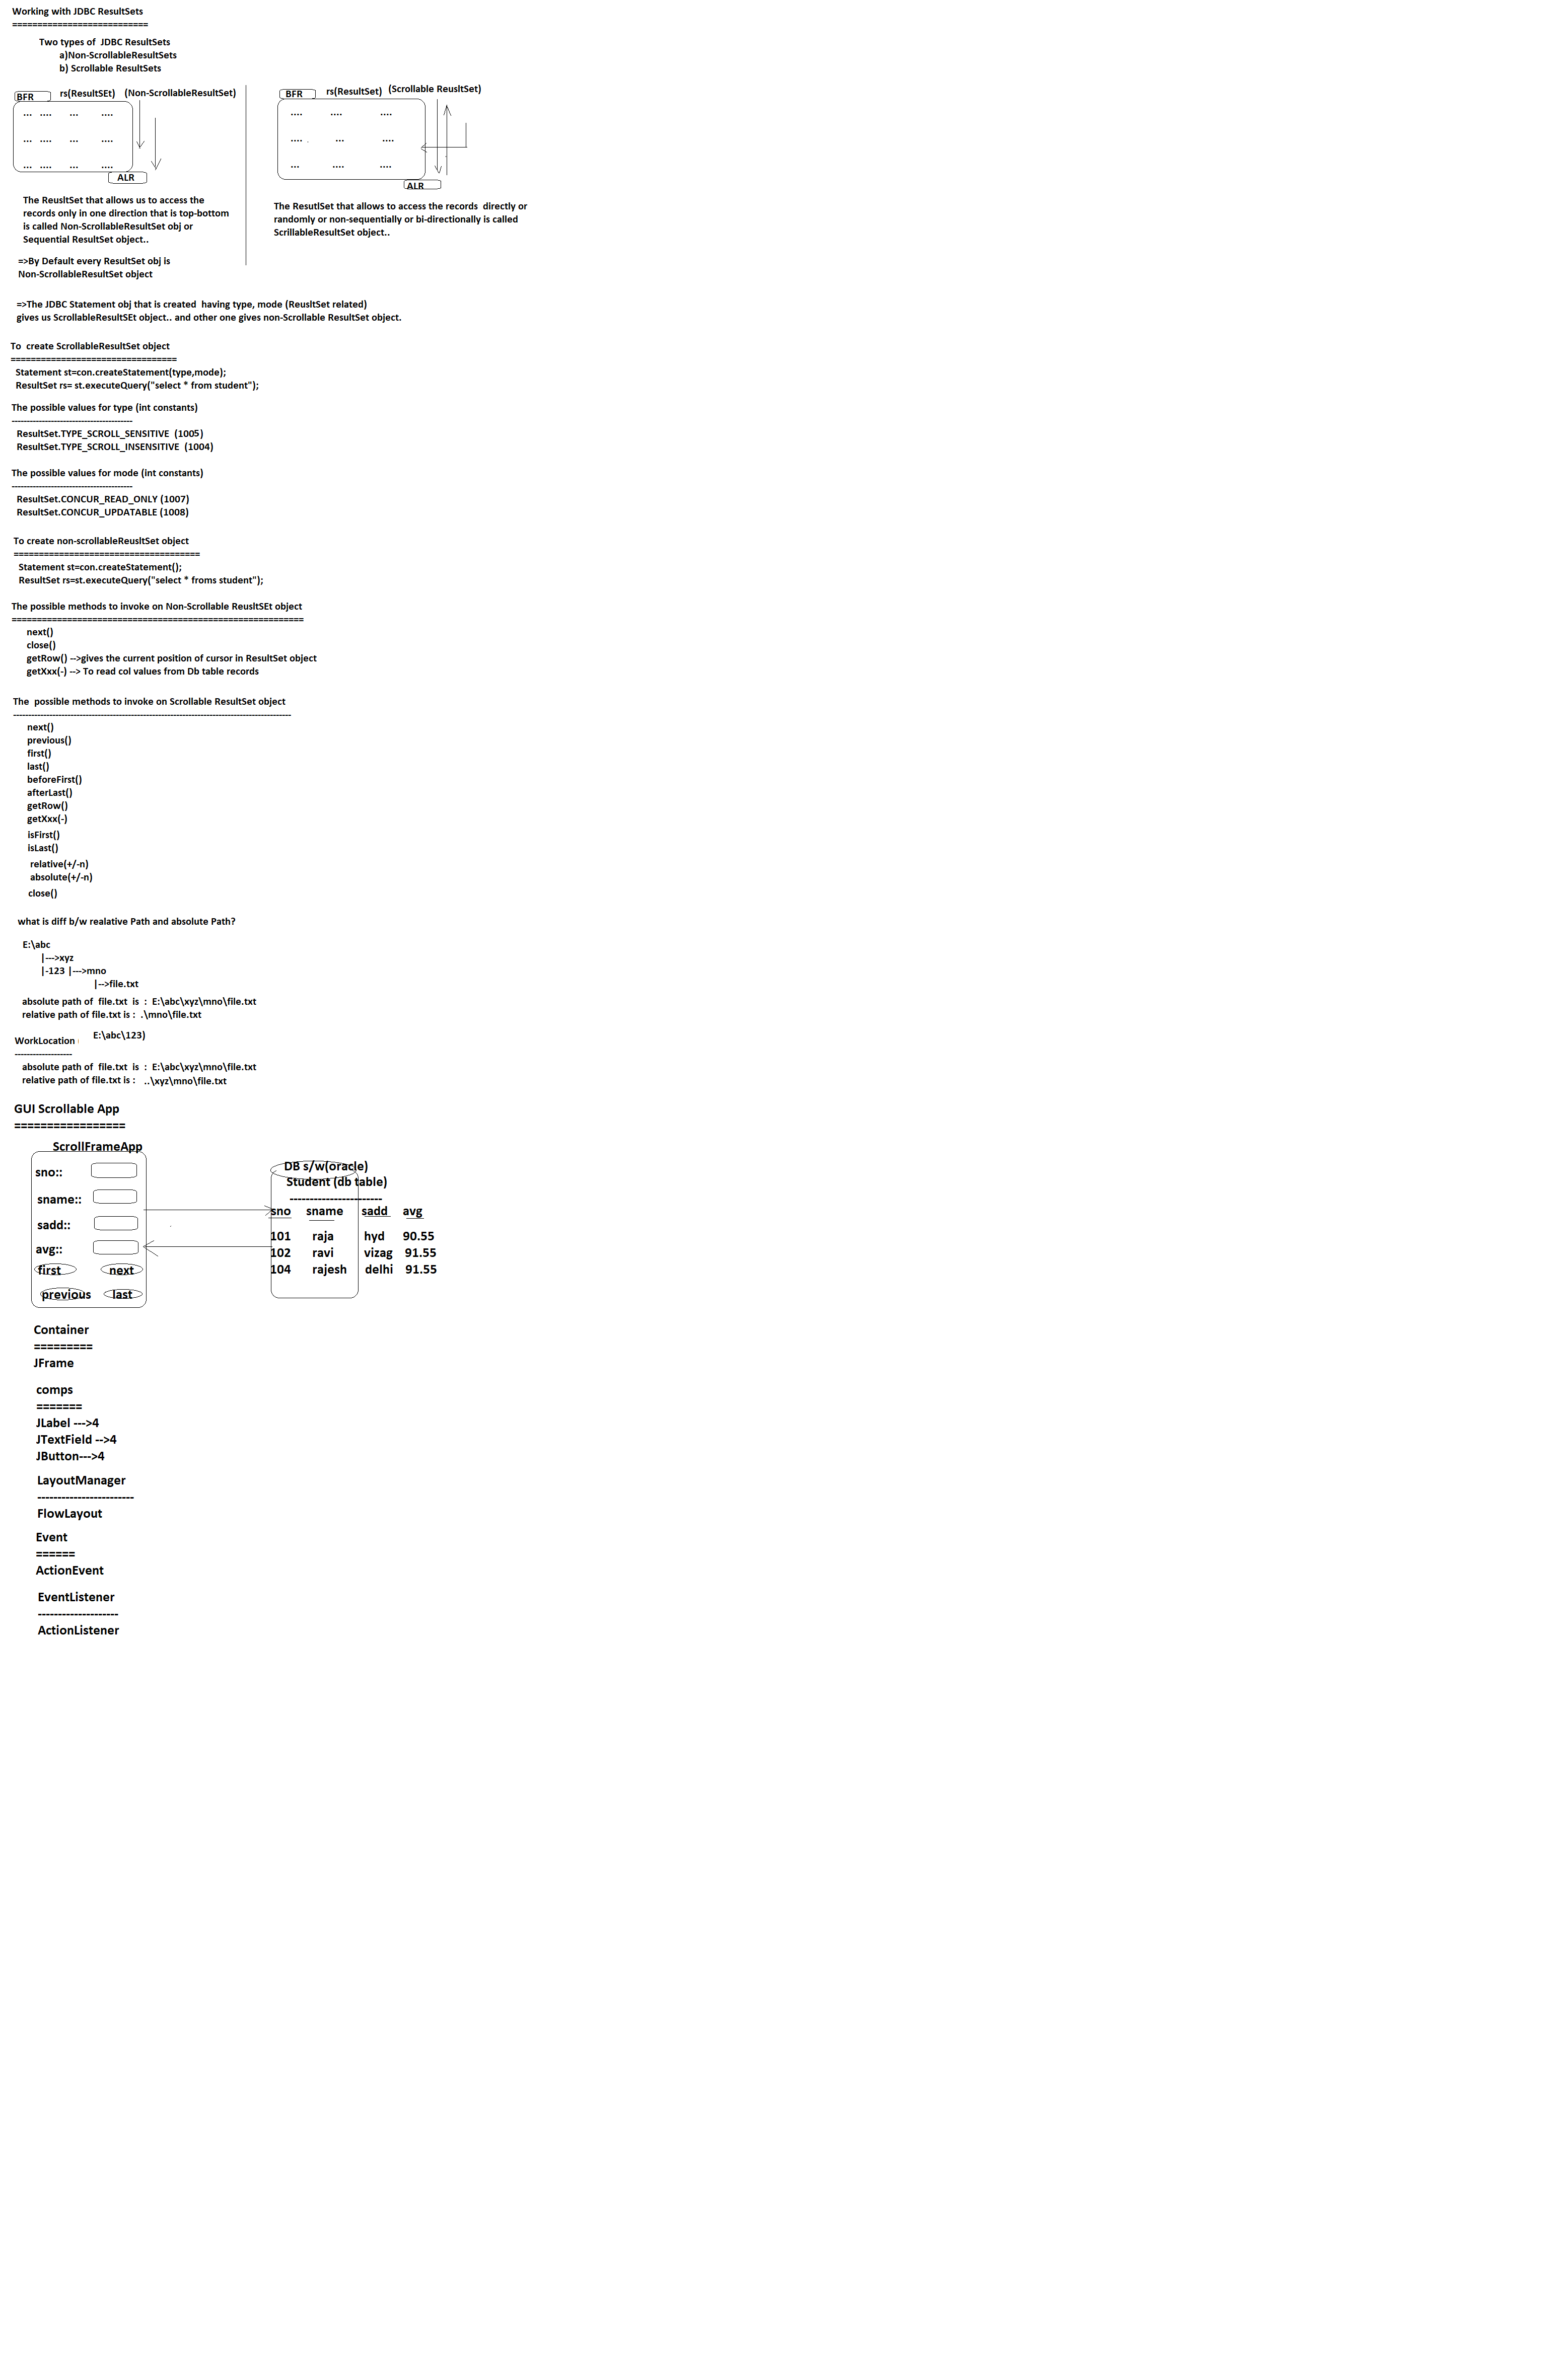 Working with JDBC ResultSets
===========================
Two types of  JDBC ResultSets
a)Non-ScrollableResultSets
b) Scrollable ResultSets
BFR rs(ResultSEt) (Non-ScrollableResultSet)
... .... ... ....
... .... ... ....
... .... ... ....
ALR
The ReusltSet that allows us to access the
records only in one direction that is top-bottom
is called Non-ScrollableResultSet obj or
Sequential ResultSet object..
=>By Default every ResultSet obj is
Non-ScrollableResultSet object
BFR rs(ResultSet) (Scrollable ReusltSet)
.... .... ....
.... ... ....
... .... ....
ALR
The ResutlSet that allows to access the records  directly or
randomly or non-sequentially or bi-directionally is called
ScrillableResultSet object..
=>The JDBC Statement obj that is created  having type, mode (ReusltSet related)
gives us ScrollableResultSEt object.. and other one gives non-Scrollable ResultSet object.
To  create ScrollableResultSet object
=================================
Statement st=con.createStatement(type,mode);
ResultSet rs= st.executeQuery("select * from student");
The possible values for type (int constants)
----------------------------------------
ResultSet.TYPE_SCROLL_SENSITIVE  (1005)
ResultSet.TYPE_SCROLL_INSENSITIVE  (1004)
The possible values for mode (int constants)
----------------------------------------
ResultSet.CONCUR_READ_ONLY (1007)
ResultSet.CONCUR_UPDATABLE (1008)
To create non-scrollableReusltSet object
=====================================
Statement st=con.createStatement();
ResultSet rs=st.executeQuery("select * froms student");
The possible methods to invoke on Non-Scrollable ReusltSEt object
==========================================================
next()
close()
getRow() -->gives the current position of cursor in ResultSet object
getXxx(-) --> To read col values from Db table records
The  possible methods to invoke on Scrollable ResultSet object
--------------------------------------------------------------------------------------------
next()
previous()
first()
last()
beforeFirst()
afterLast()
getRow()
getXxx(-)
isFirst()
isLast()
relative(+/-n)
absolute(+/-n)
close()
what is diff b/w realative Path and absolute Path?
E:\abc
|--->xyz
|-123 |--->mno
|-->file.txt
absolute path of  file.txt  is  :  E:\abc\xyz\mno\file.txt
relative path of file.txt is :  .\mno\file.txt
WorkLocation E:\abc\123)
-------------------
absolute path of  file.txt  is  :  E:\abc\xyz\mno\file.txt
relative path of file.txt is :   ..\xyz\mno\file.txt
GUI Scrollable App
=================
ScrollFrameApp
sno::
sname::
sadd::
avg::
first next
previous last
DB s/w(oracle)
Student (db table)
-----------------------
sno sname sadd avg
101 raja hyd 90.55
102 ravi vizag 91.55
104 rajesh delhi 91.55
Container
=========
JFrame
comps
=======
JLabel --->4
JTextField -->4
JButton--->4
LayoutManager
------------------------
FlowLayout
Event
======
ActionEvent
EventListener
--------------------
ActionListener